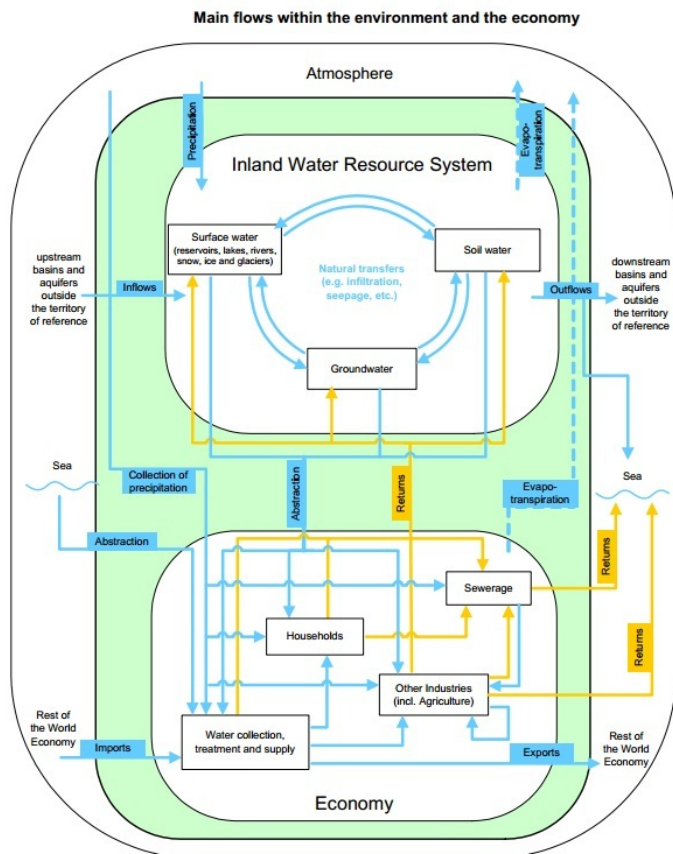 Main flows within the environment and the economy
Atmosphere
Precipitation
Evapo-
transpiration
Inland Water Resource System
Surface water
(reservoirs, lakes, rivers,
snow, ice and glaciers)
Soil water
Natural transfers
(e.g. infiltration,
seepage, etc.)
upstream
basins and
aquifers
outside
the territory
of reference
Inflows
Outflows
downstream
basins and
aquifers
outside
the territory
of reference
Groundwater
Sea
Collection of
precipitation
Abstraction
Returns
Evapo-
transpiration
Sea
Abstraction
Returns
Sewerage
Households
Returns
Other Industries
(incl. Agriculture)
Rest of
the World
Economy
Imports
Water collection,
treatment and supply
Exports
Rest of
the World
Economy
Economy